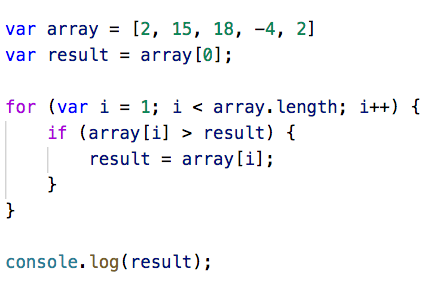 var array = [2, 15, 18, -4, 2]
var result = array[0];

for (var i = 1; i < array.length; i++) {
    if (array[i] > result) {
        result = array[i];
    }
}

console.log(result);